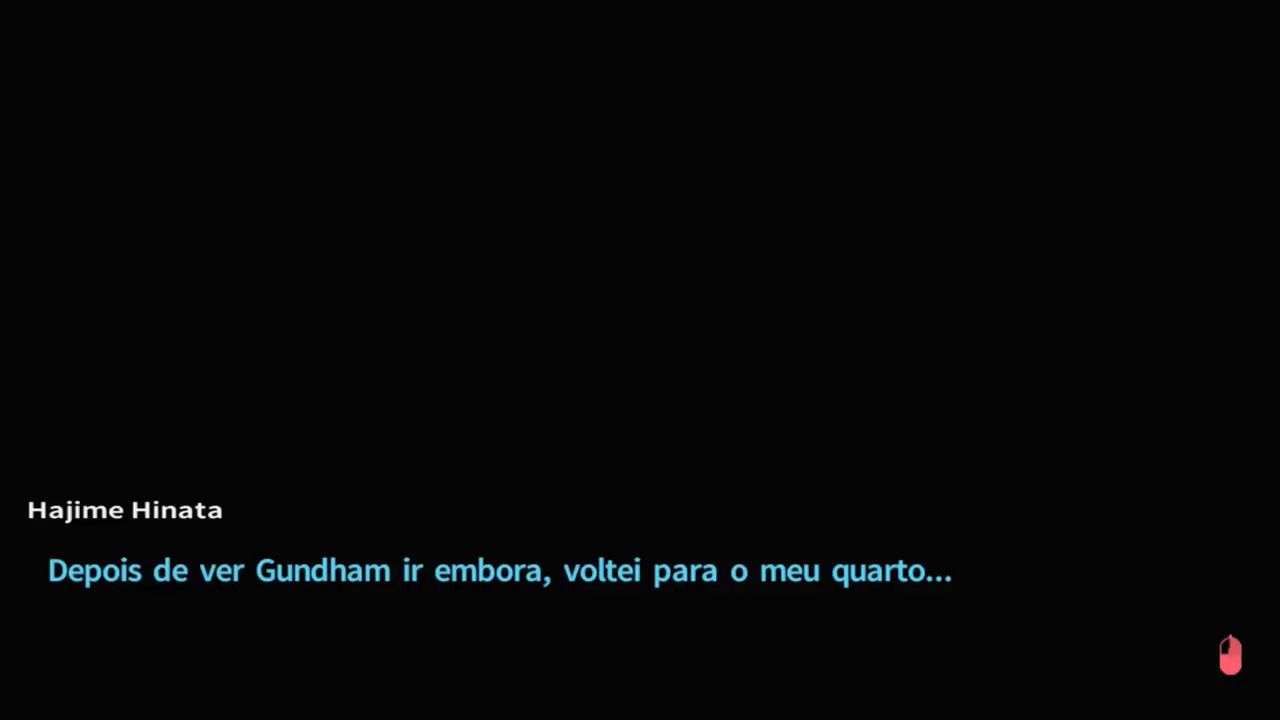 Hajime Hinata
Depois de ver Gundham ir embora, voltei para o meu quarto...